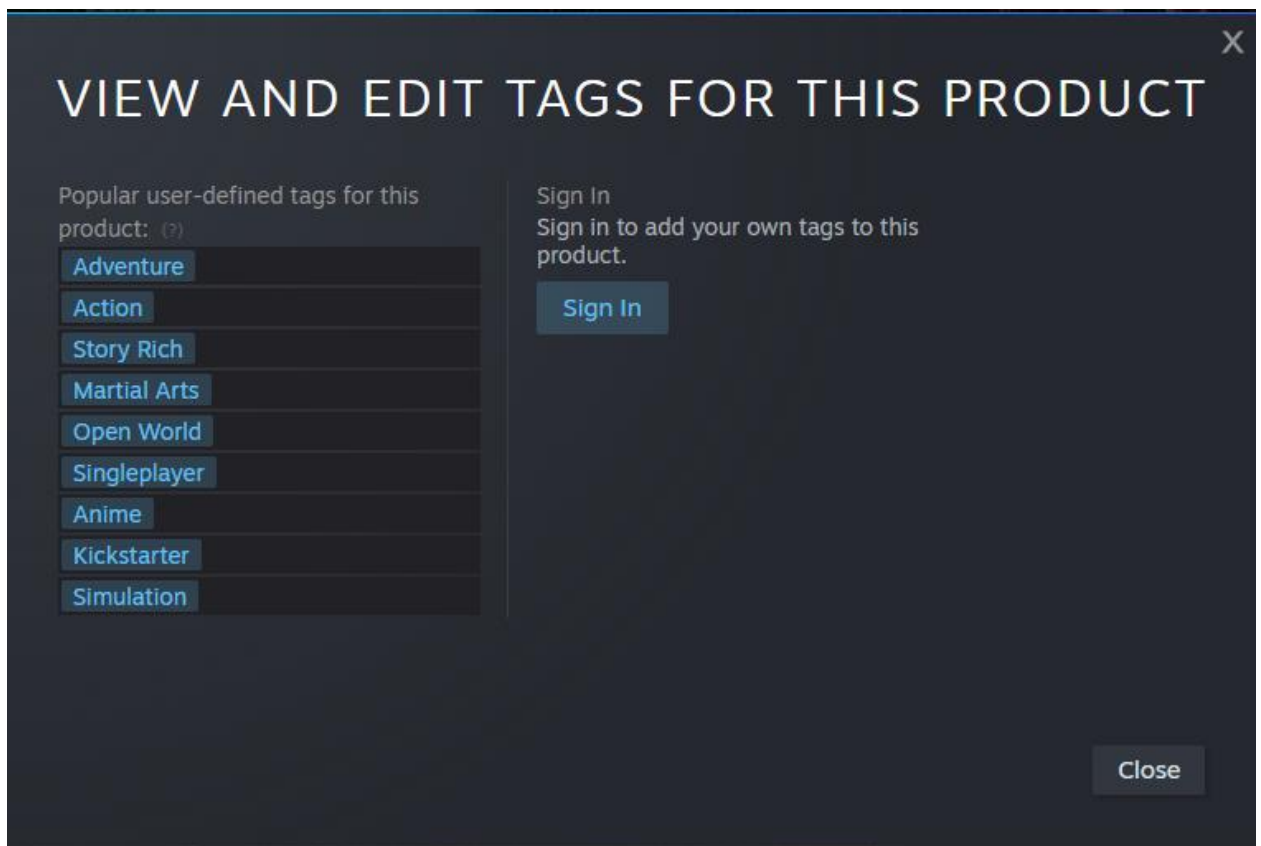 X
VIEW AND EDIT TAGS FOR THIS PRODUCT
Popular user-defined tags for this
product: (?)
Adventure
Action
Story Rich
Martial Arts
Open World
Singleplayer
Anime
Kickstarter
Simulation
Sign In
Sign in to add your own tags to this
product.
Sign In
Close